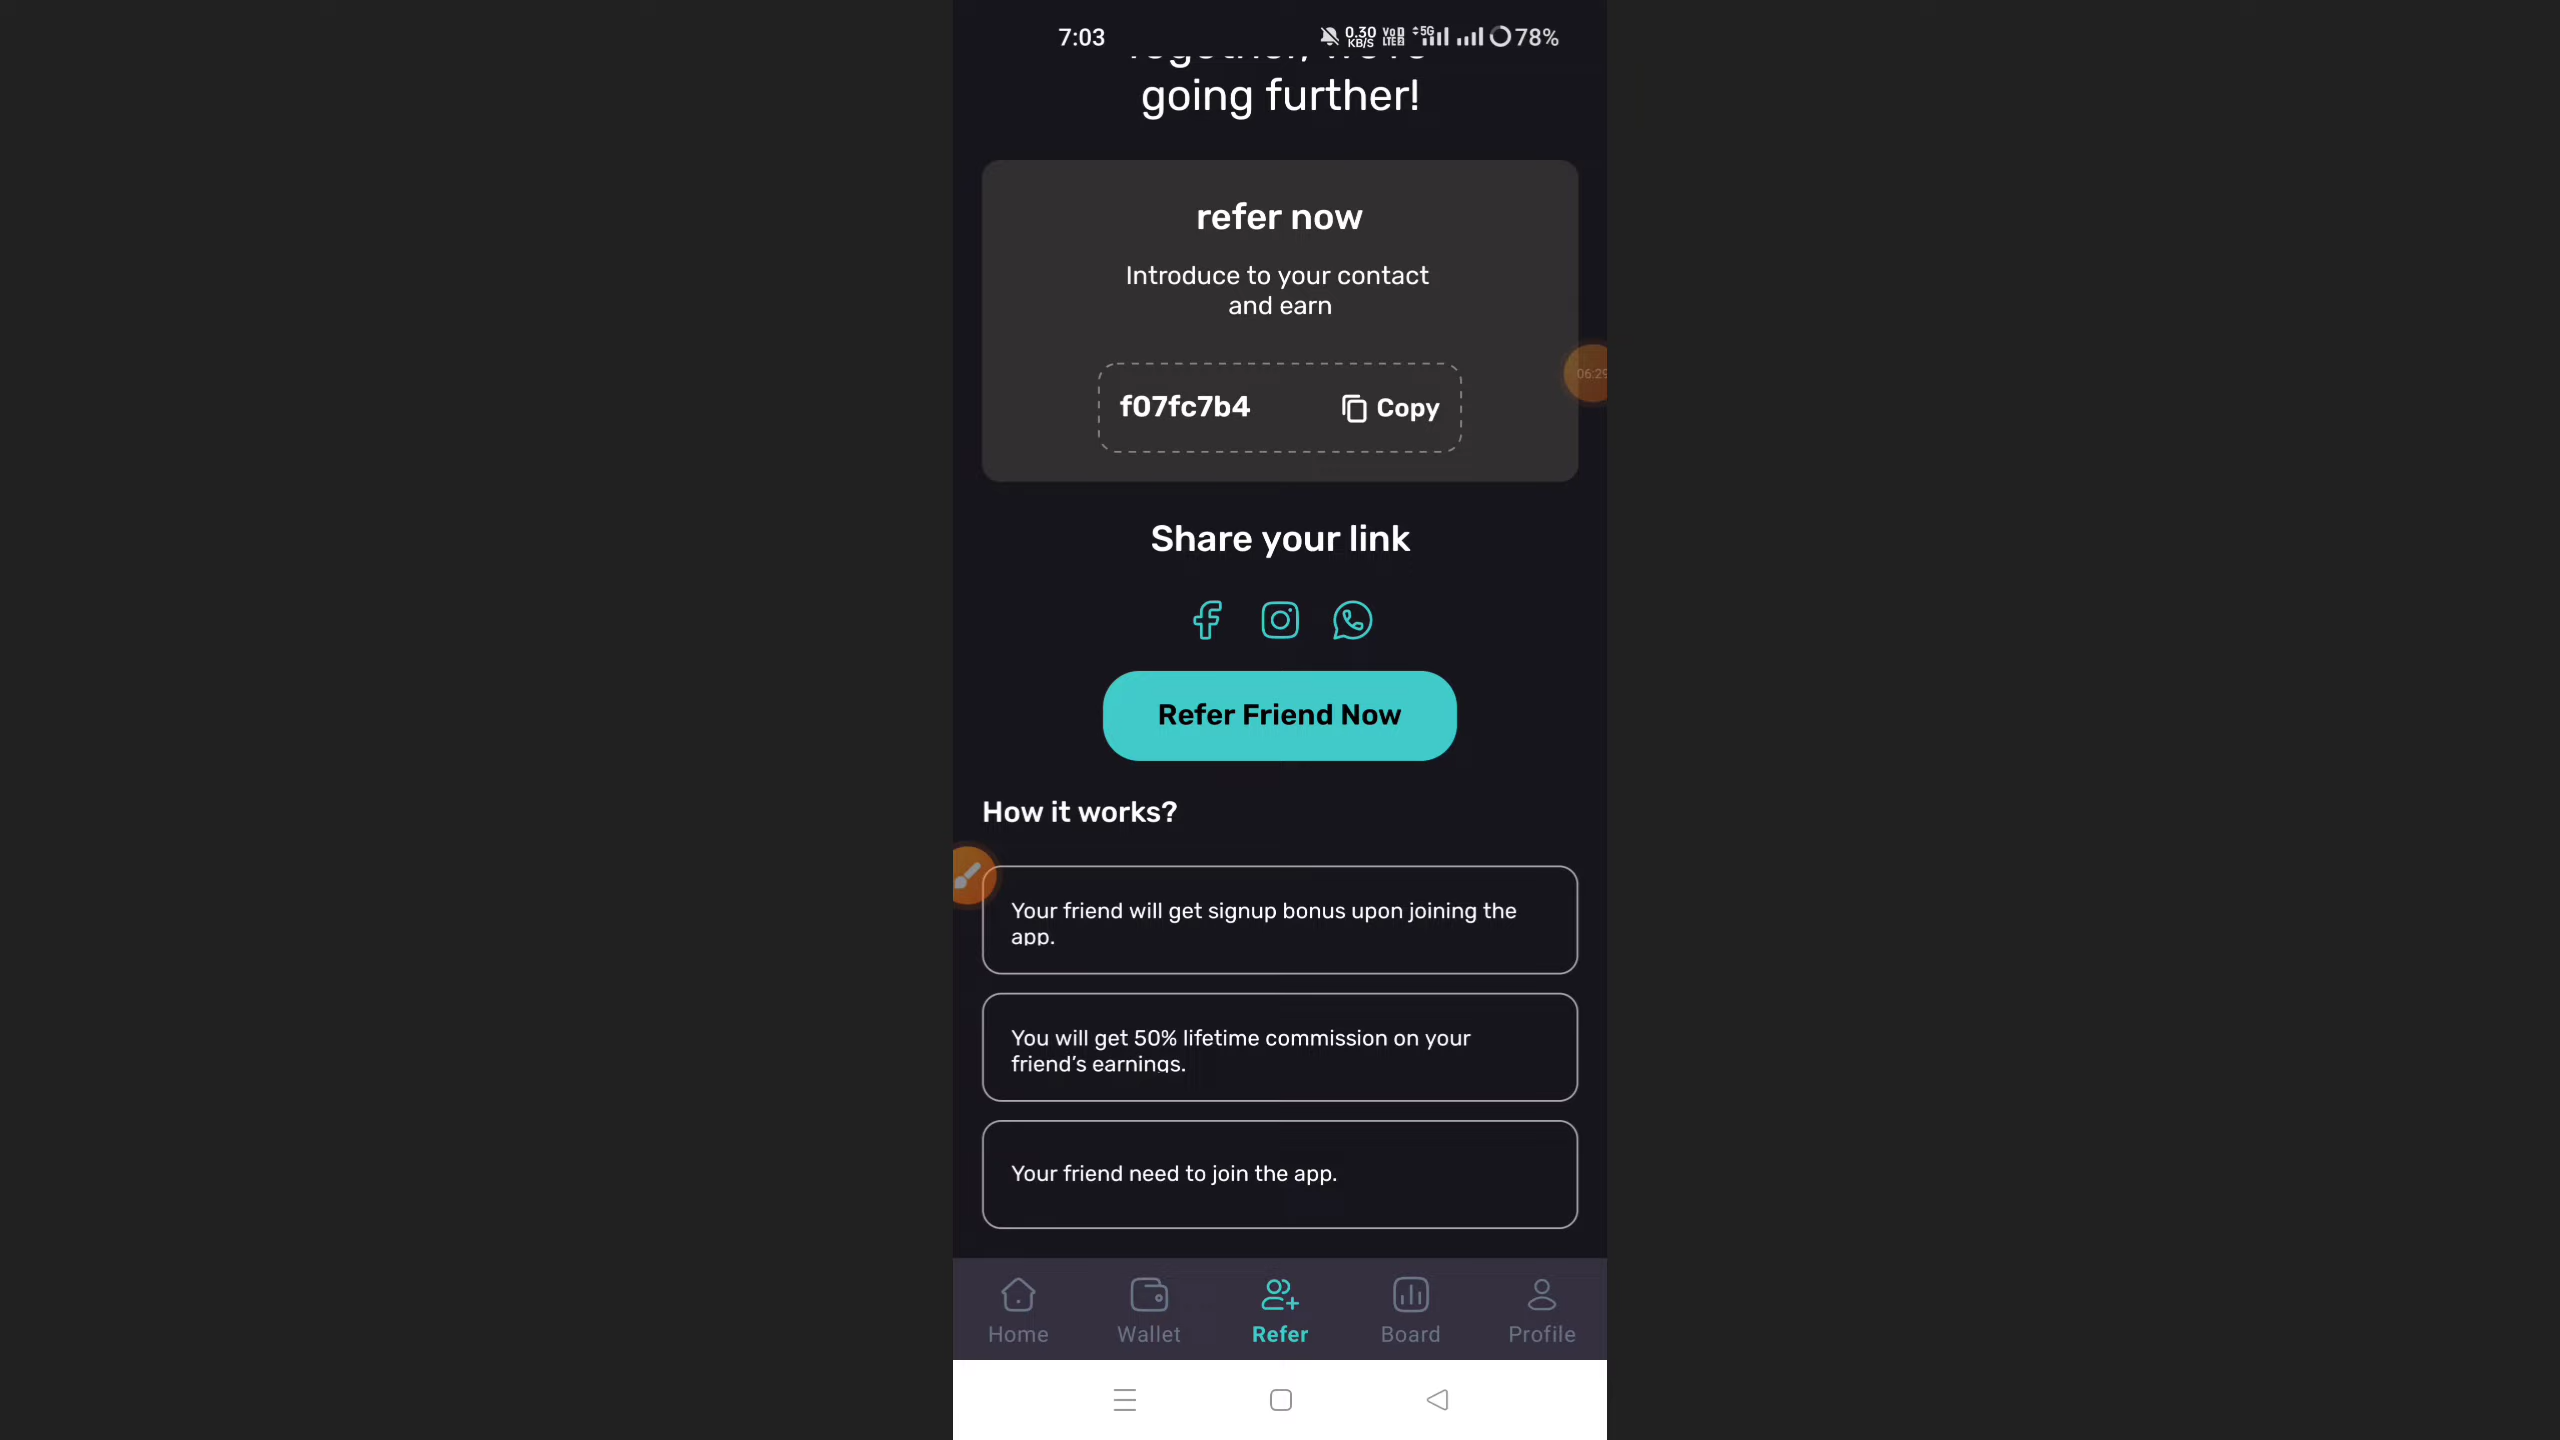 7:03
0.30
KB/S
5G
78%
going further!
refer now
Introduce to your contact
and earn
f07fc7b4
Copy
06:29
Share your link
Refer Friend Now
How it works?
Your friend will get signup bonus upon joining the
app.
You will get 50% lifetime commission on your
friend's earnings.
Your friend need to join the app.
Home
Wallet
Refer
Board
Profile